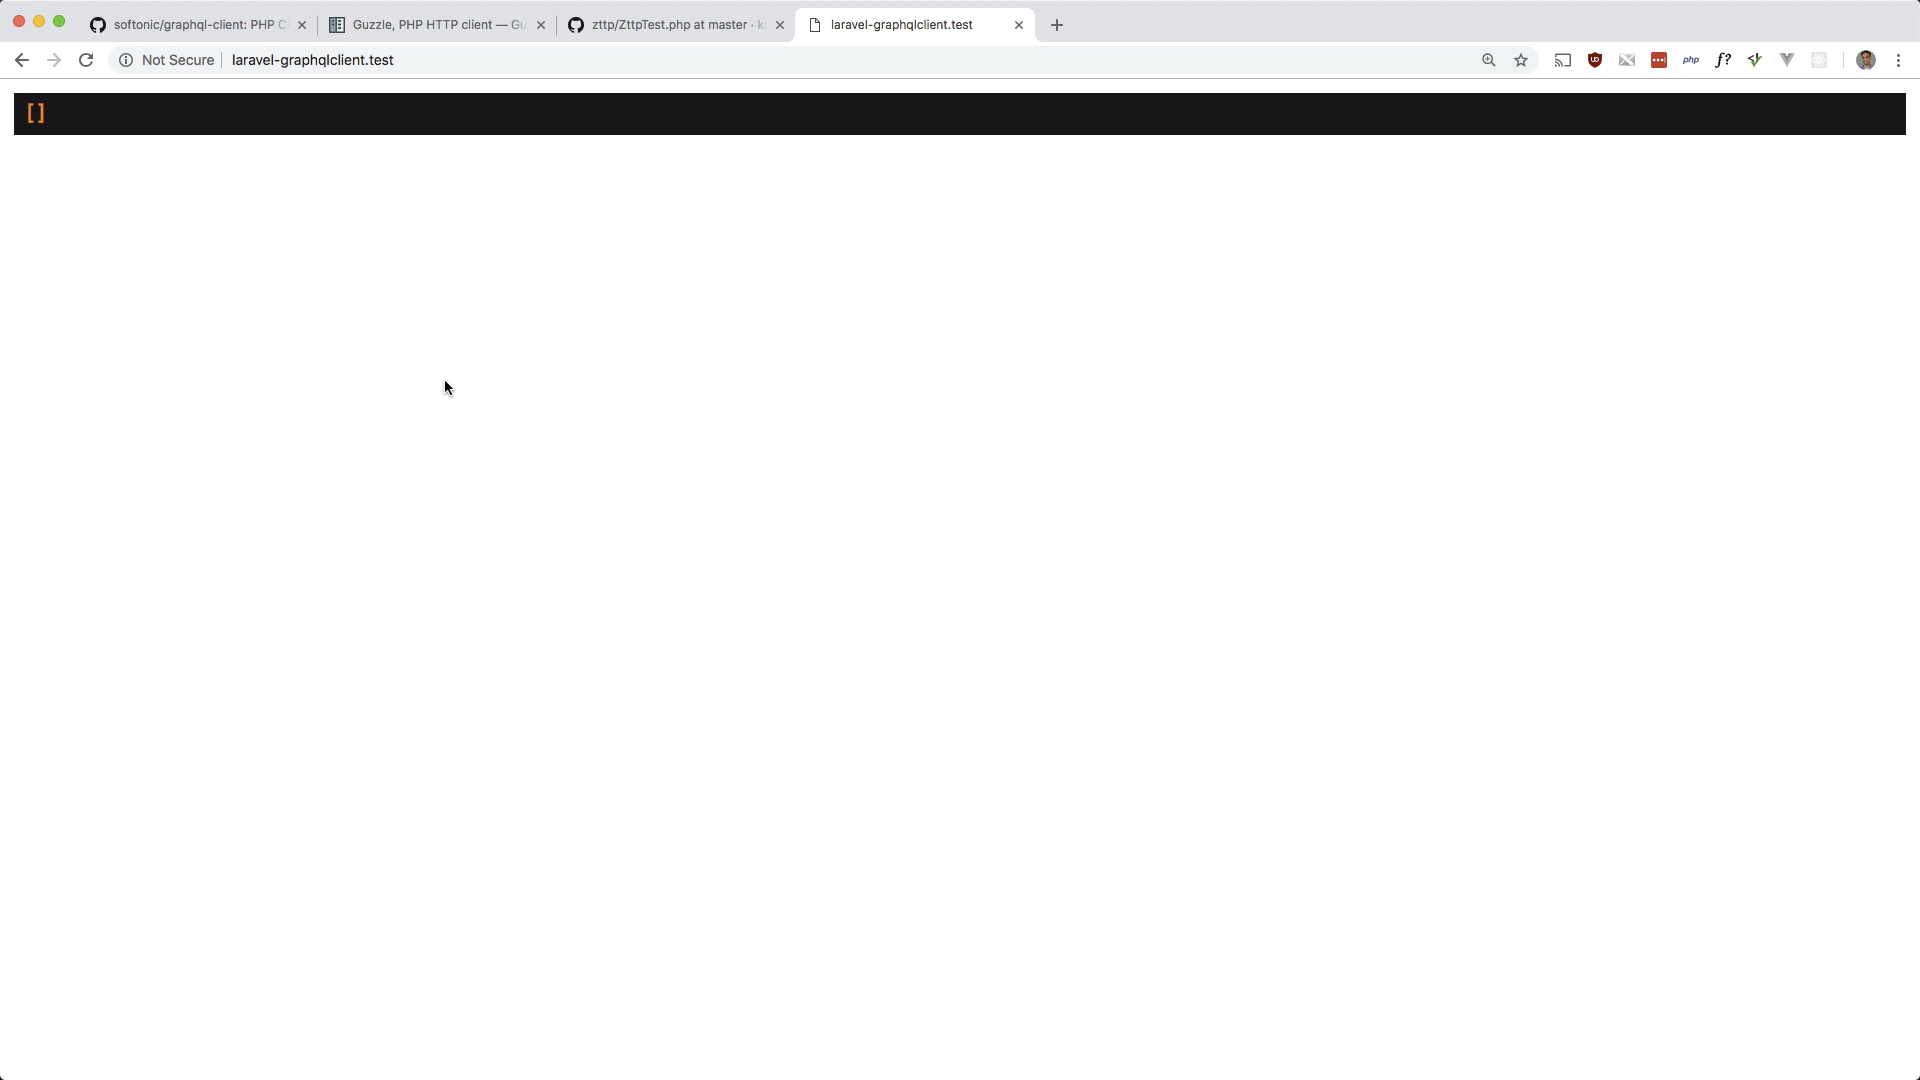 softonic/graphql-client: PHP C
Guzzle, PHP HTTP client — Gu
zttp/ZttpTest.php at master · k
laravel-graphqlclient.test
Not Secure
laravel-graphqlclient.test
php
f?
[]